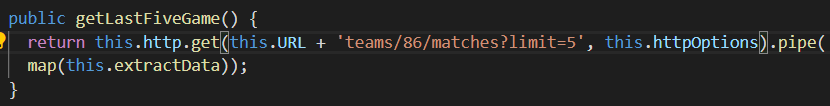 public getLastFiveGame() {
return this.http.get(this.URL + 'teams/86/matches?limit=5', this.httpOptions).pipe(
map(this.extractData));
}